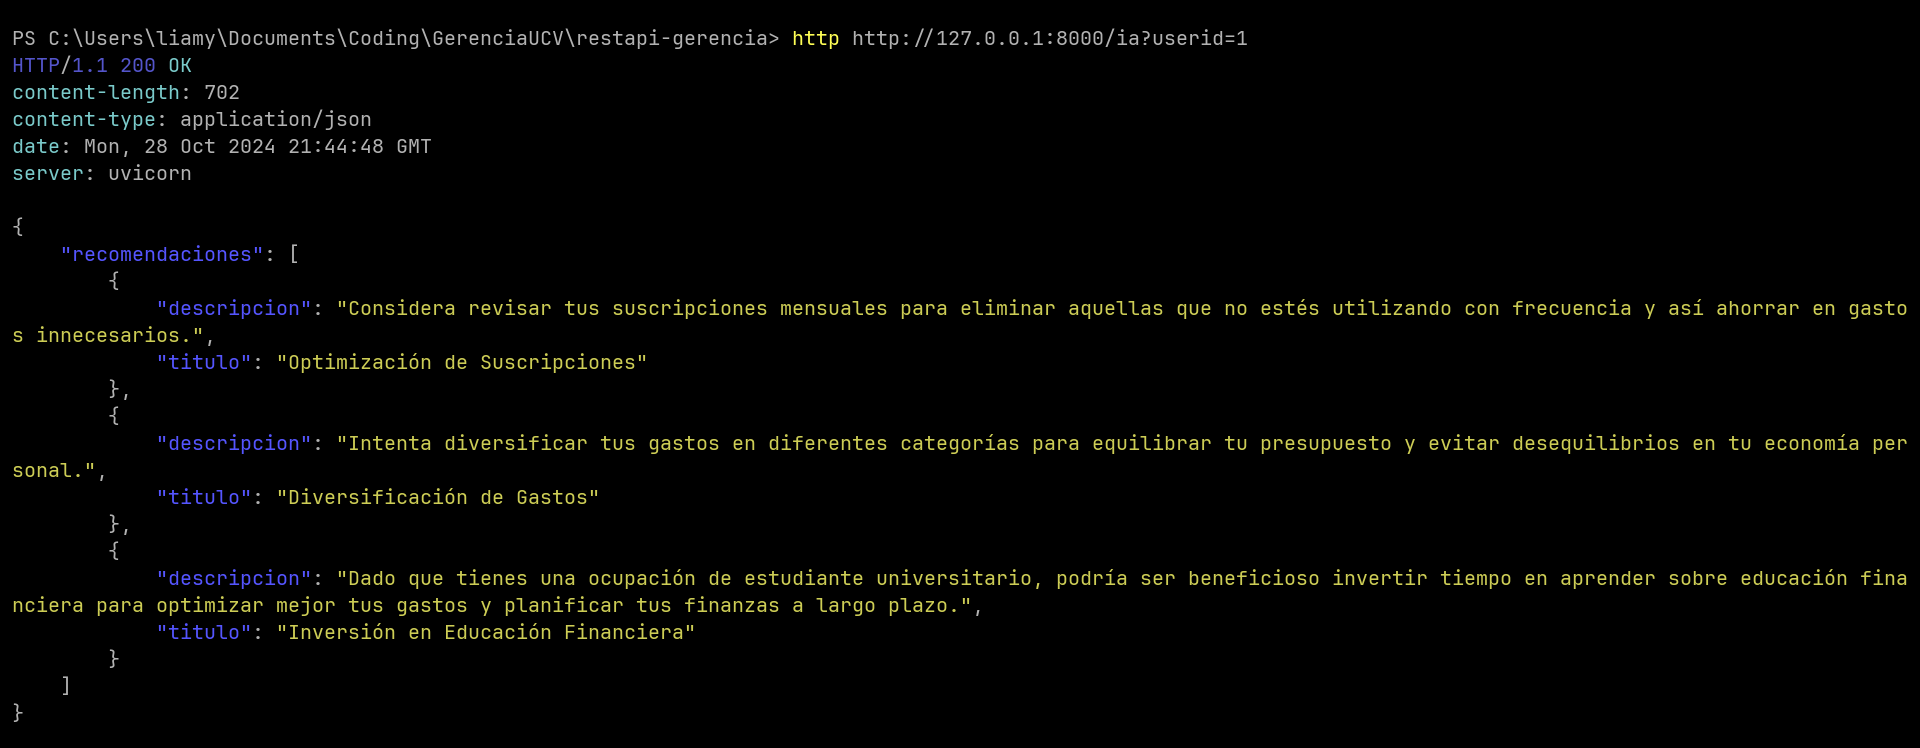 PS C:\Users\liamy\Documents\Coding\GerenciaUCV\restapi-gerencia> http http://127.0.0.1:8000/ia?userid=1
HTTP/1.1 200 OK
content-length: 702
content-type: application/json
date: Mon, 28 Oct 2024 21:44:48 GMT
server: uvicorn

{
    "recomendaciones": [
        {
            "descripcion": "Considera revisar tus suscripciones mensuales para eliminar aquellas que no estés utilizando con frecuencia y así ahorrar en gasto
s innecesarios.",
            "titulo": "Optimización de Suscripciones"
        },
        {
            "descripcion": "Intenta diversificar tus gastos en diferentes categorías para equilibrar tu presupuesto y evitar desequilibrios en tu economía per
sonal.",
            "titulo": "Diversificación de Gastos"
        },
        {
            "descripcion": "Dado que tienes una ocupación de estudiante universitario, podría ser beneficioso invertir tiempo en aprender sobre educación fina
nciera para optimizar mejor tus gastos y planificar tus finanzas a largo plazo.",
            "titulo": "Inversión en Educación Financiera"
        }
    ]
}